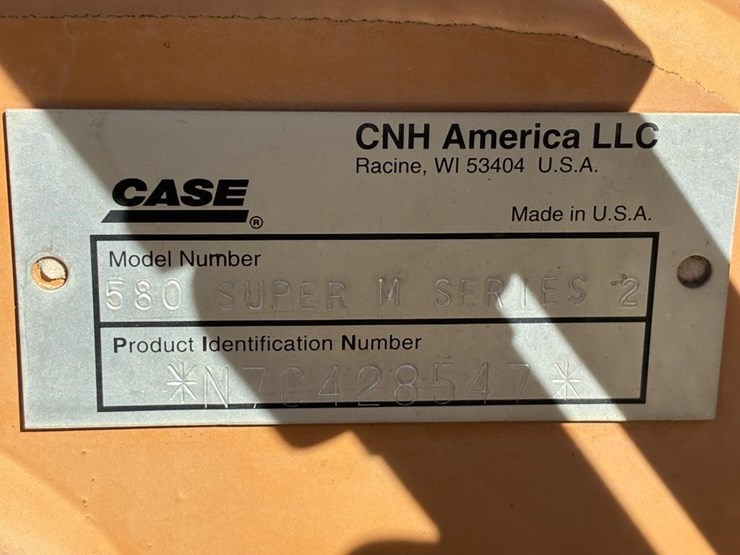 CNH America LLC
Racine, WI 53404 U.S.A.
CASE ®
Made in U.S.A.
Model Number
580 SUPER M SERIES 2
Product Identification Number
*N7C428547*